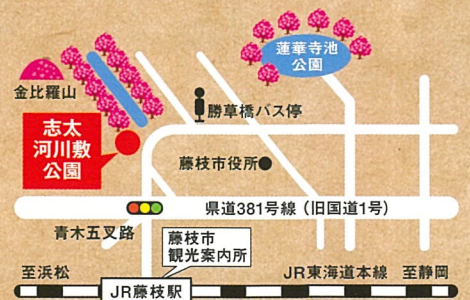 蓮華寺池
公園
金比羅山
勝草橋バス停
志太
河川敷
公園
藤枝市役所
県道381号線（旧国道1号）
青木五叉路
藤枝市
観光案内所
至浜松
JR東海道本線
至静岡
JR藤枝駅